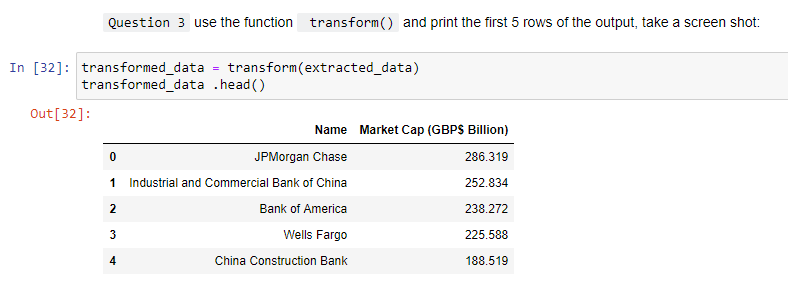 Question 3 use the function transform() and print the first 5 rows of the output, take a screen shot:
In [32]: transformed_data = transform(extracted_data)
transformed_data .head()
Out[32]:
Name Market Cap (GBP$ Billion)
0 JPMorgan Chase 286.319
1 Industrial and Commercial Bank of China 252.834
2 Bank of America 238.272
3 Wells Fargo 225.588
4 China Construction Bank 188.519